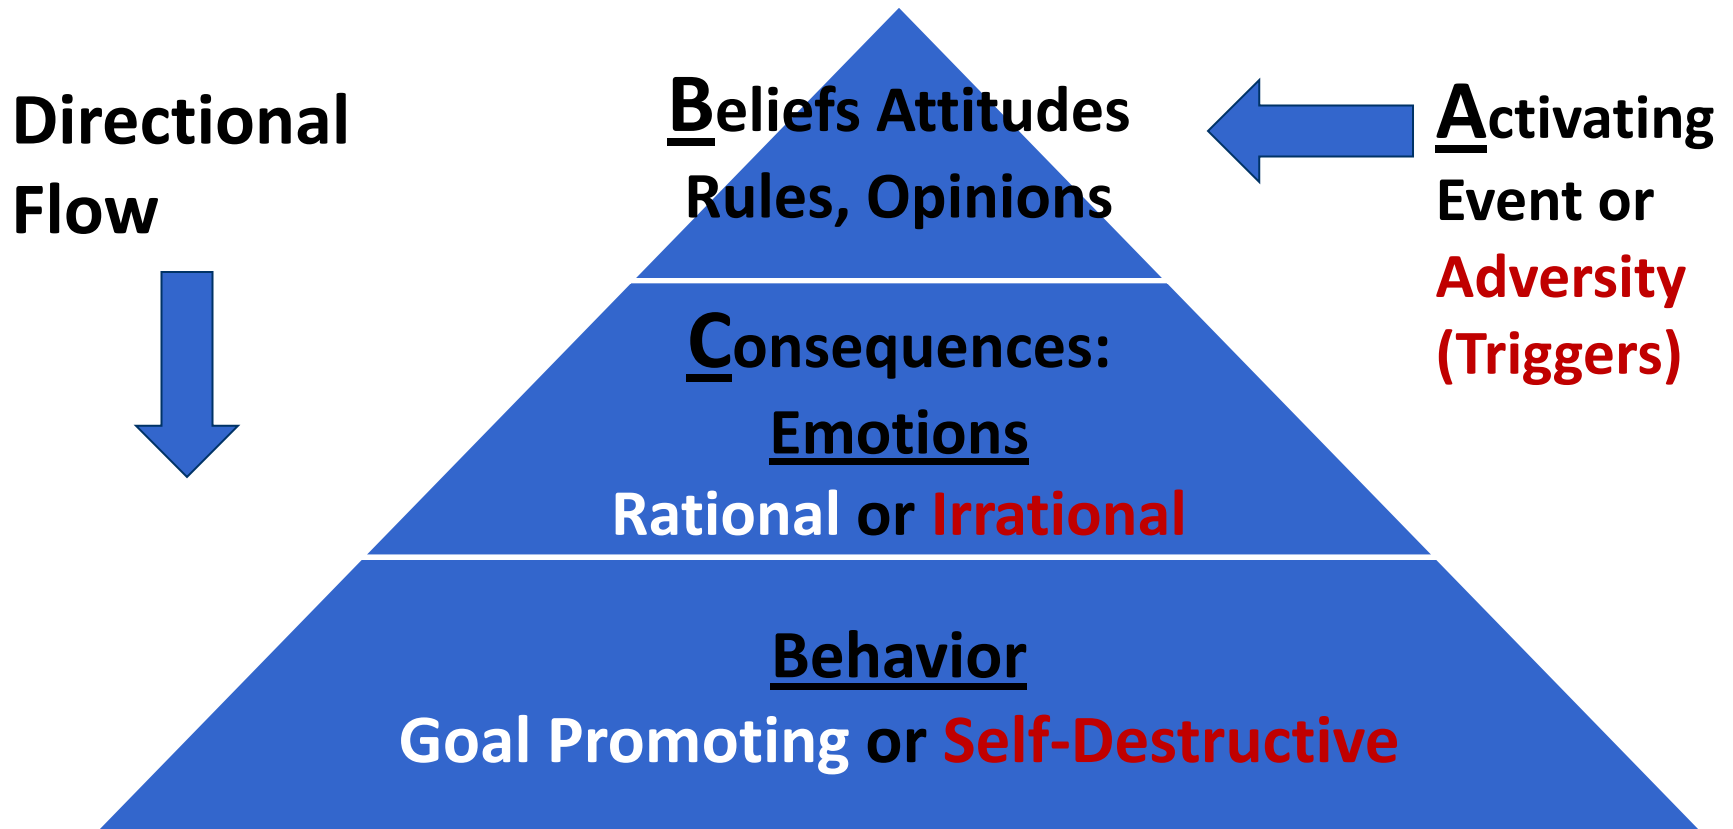 Directional
Flow
Beliefs Attitudes
Rules, Opinions
Activating
Event or
Adversity
(Triggers)
Consequences:
Emotions
Rational or Irrational
Behavior
Goal Promoting or Self-Destructive